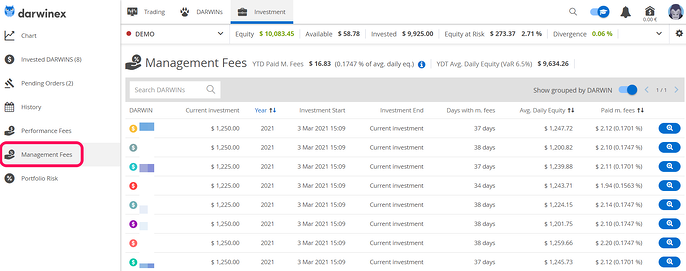 darwinex Trading DARWINs Investment 0.00 €
DEMO Equity $ 10,083.45 Available $ 58.78 Invested $ 9,925.00 Equity at Risk $ 273.37 2.71 % Divergence 0.06 %
Chart
Invested DARWINS (8)
Pending Orders (2)
History
Performance Fees
Management Fees
Portfolio Risk
Management Fees YTD Paid M. Fees $ 16.83 (0.1747 % of avg. daily eq.) YDT Avg. Daily Equity (VaR 6.5%) $ 9,634.26
Search DARWINs Show grouped by DARWIN 1 / 1
DARWIN Current investment Year Investment Start Investment End Days with m. fees Avg. Daily Equity Paid m. fees
$ 1,250.00 2021 3 Mar 2021 15:09 Current investment 37 days $ 1,247.72 $ 2.12 (0.1701 %)
$ 1,250.00 2021 3 Mar 2021 15:09 Current investment 38 days $ 1,200.82 $ 2.10 (0.1747 %)
$ 1,225.00 2021 3 Mar 2021 15:09 Current investment 37 days $ 1,239.88 $ 2.11 (0.1701 %)
$ 1,250.00 2021 3 Mar 2021 15:09 Current investment 34 days $ 1,243.71 $ 1.94 (0.1563 %)
$ 1,225.00 2021 3 Mar 2021 15:09 Current investment 38 days $ 1,224.15 $ 2.14 (0.1747 %)
$ 1,225.00 2021 3 Mar 2021 15:09 Current investment 38 days $ 1,201.75 $ 2.10 (0.1747 %)
$ 1,250.00 2021 3 Mar 2021 15:09 Current investment 38 days $ 1,259.66 $ 2.20 (0.1747 %)
$ 1,250.00 2021 3 Mar 2021 15:09 Current investment 37 days $ 1,245.73 $ 2.12 (0.1701 %)